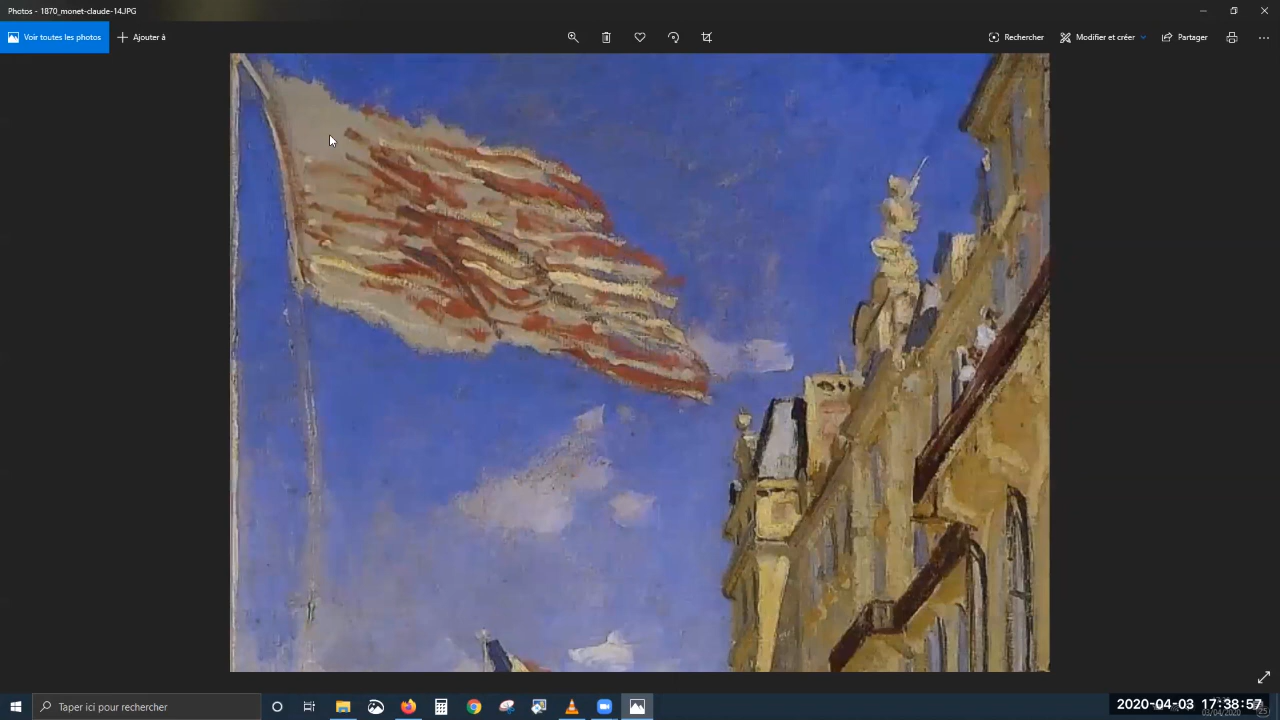 Photos - 1870_monet-claude-14.JPG
Voir toutes les photos
Ajouter à
Rechercher
Modifier et créer
Partager
Taper ici pour rechercher
2020-04-03 17:38:57